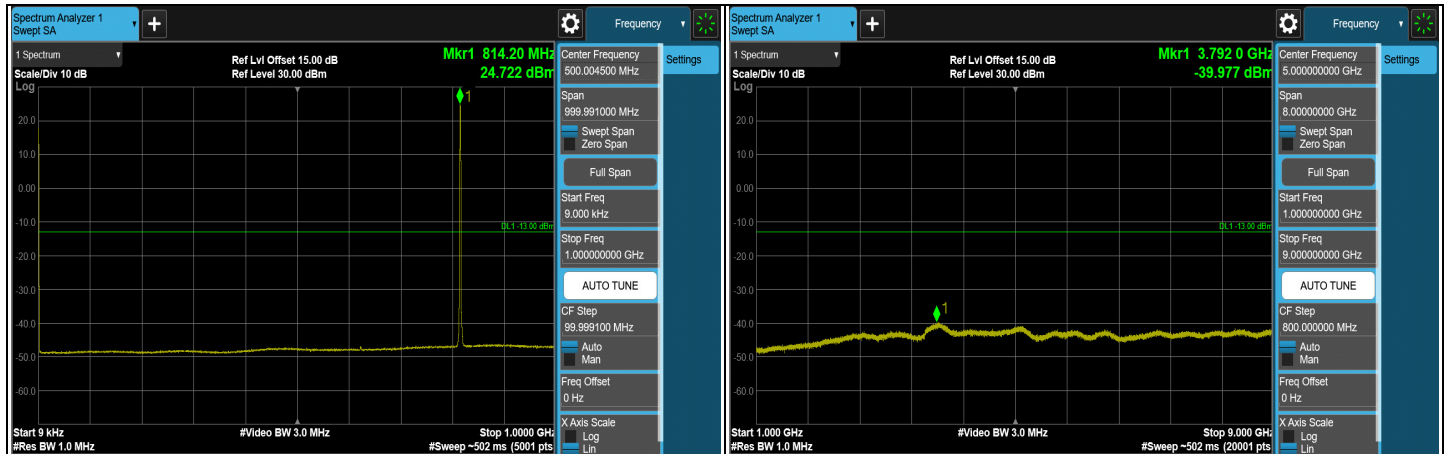 Spectrum Analyzer 1
Swept SA
+
Frequency
1 Spectrum
Scale/Div 10 dB
Log
Ref Lvl Offset 15.00 dB
Ref Level 30.00 dBm
Mkr1 814.20 MHz
24.722 dBm
1
20.0
10.0
0.00
-10.0
-20.0
-30.0
-40.0
-50.0
-60.0
DL1 -13.00 dBm
Start 9 kHz
#Res BW 1.0 MHz
#Video BW 3.0 MHz
Stop 1.0000 GHz
#Sweep ~502 ms (5001 pts
Center Frequency
500.004500 MHz
Settings
Span
999.991000 MHz
Swept Span
Zero Span
Full Span
Start Freq
9.000 kHz
Stop Freq
1.000000000 GHz
AUTO TUNE
CF Step
99.999100 MHz
Auto
Man
Freq Offset
0 Hz
X Axis Scale
Log
Lin
Spectrum Analyzer 1
Swept SA
+
Frequency
1 Spectrum
Scale/Div 10 dB
Log
Ref Lvl Offset 15.00 dB
Ref Level 30.00 dBm
Mkr1 3.792 0 GHz
-39.977 dBm
1
20.0
10.0
0.00
-10.0
-20.0
-30.0
-40.0
-50.0
-60.0
DL1 -13.00 dBm
Start 1.000 GHz
#Res BW 1.0 MHz
#Video BW 3.0 MHz
Stop 9.000 GHz
#Sweep ~502 ms (20001 pts
Center Frequency
5.000000000 GHz
Settings
Span
8.00000000 GHz
Swept Span
Zero Span
Full Span
Start Freq
1.000000000 GHz
Stop Freq
9.000000000 GHz
AUTO TUNE
CF Step
800.000000 MHz
Auto
Man
Freq Offset
0 Hz
X Axis Scale
Log
Lin